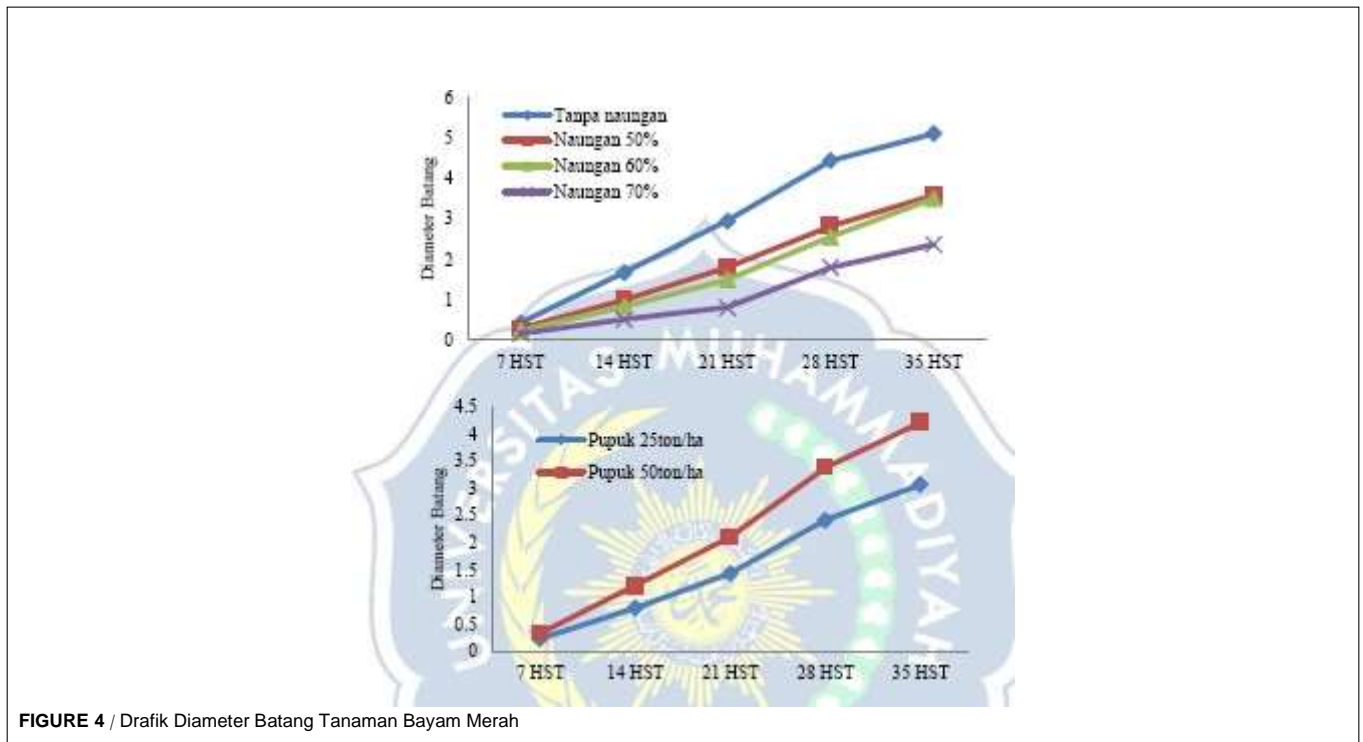 6
5
4
3
2
1
0
Diameter Batang
Tanpa naungan
Naungan 50%
Naungan 60%
Naungan 70%
7 HST 14 HST 21 HST 28 HST 35 HST
4.5
4
3.5
3
2.5
2
1.5
1
0.5
0
Diameter Batang
Pupuk 25ton/ha
Pupuk 50ton/ha
7 HST 14 HST 21 HST 28 HST 35 HST
UNIVERSITAS MUHAMMADIYAH
FIGURE 4 / Drafik Diameter Batang Tanaman Bayam Merah